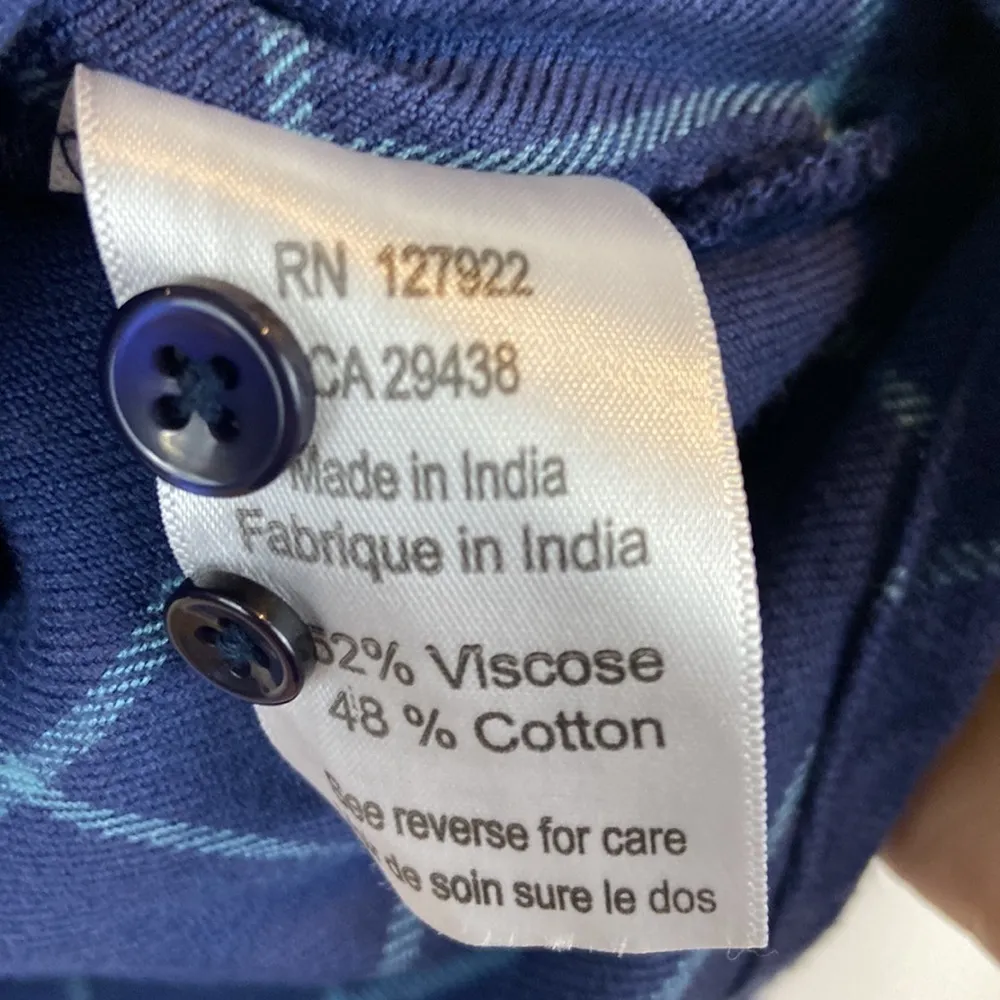 RN 127922
CA 29438
Made in India
Fabrique in India
52% Viscose
48 % Cotton
See reverse for care
de soin sure le dos